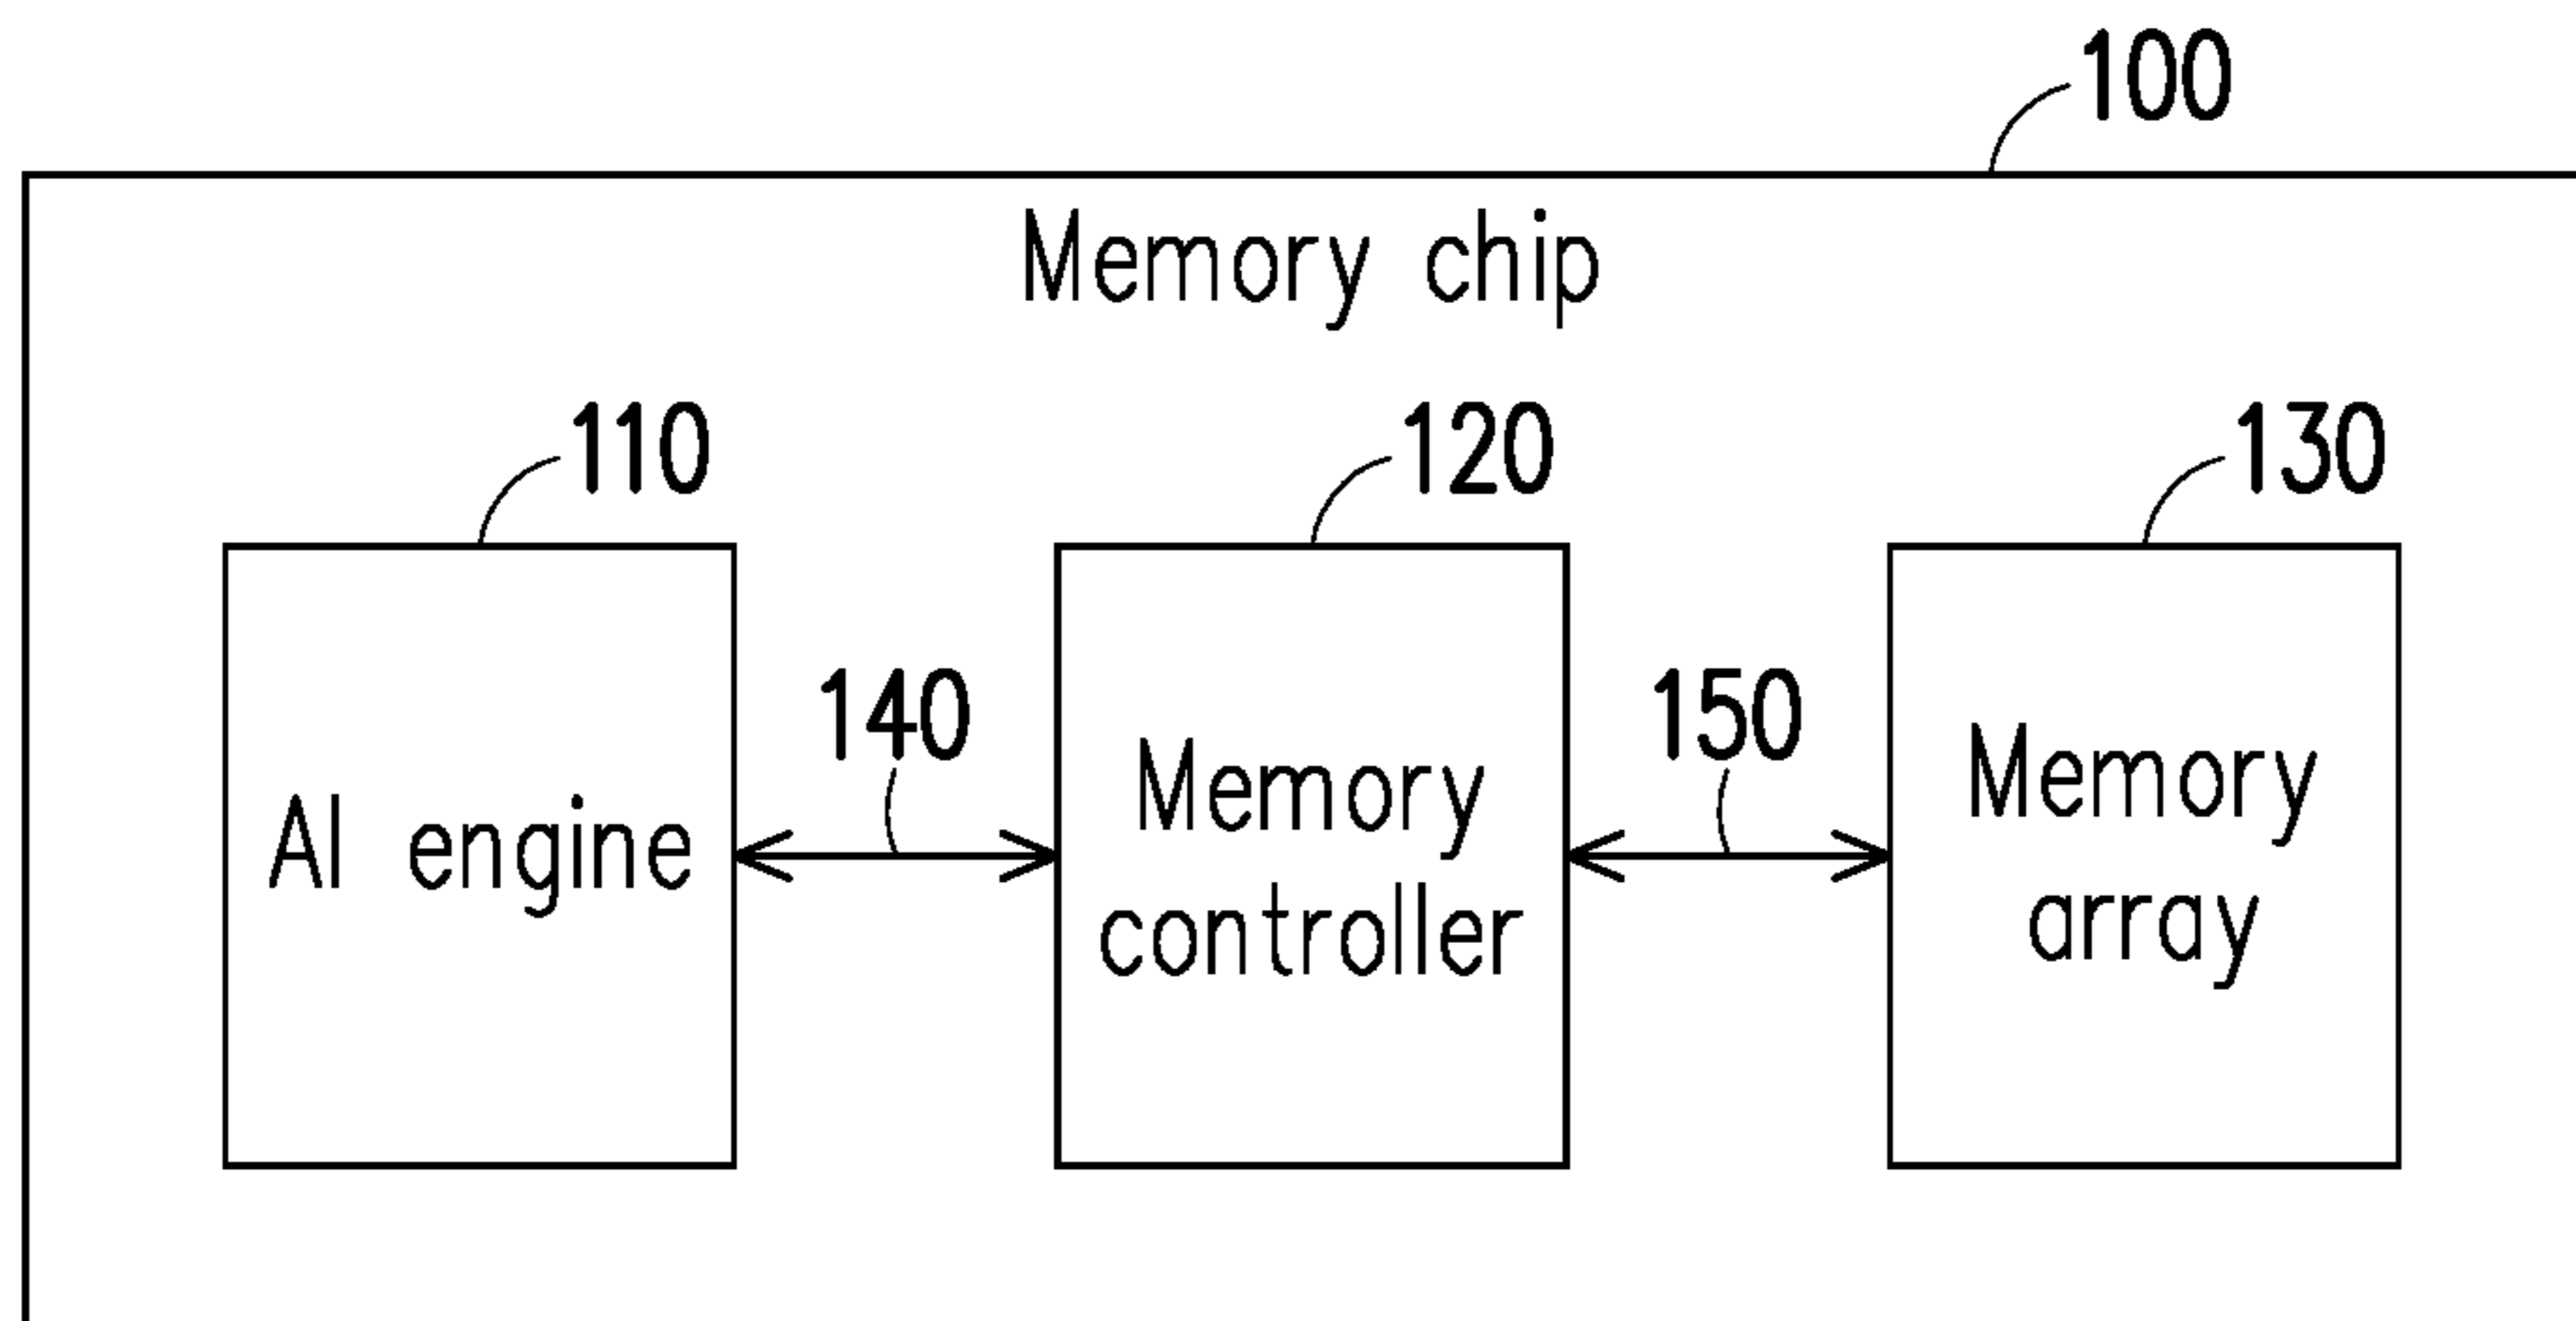 100
Memory chip
110
120
130
140
150
AI engine
Memory
controller
Memory
array